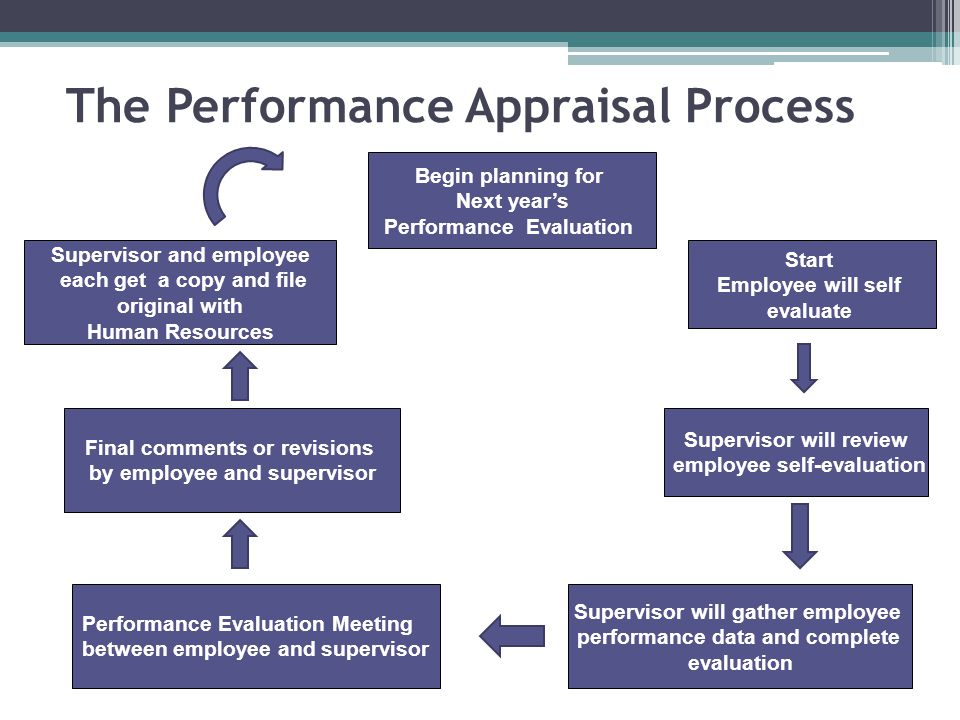 The Performance Appraisal Process
Begin planning for
Next year’s
Performance Evaluation
Start
Employee will self
evaluate
Supervisor will review
employee self-evaluation
Supervisor will gather employee
performance data and complete
evaluation
Performance Evaluation Meeting
between employee and supervisor
Final comments or revisions
by employee and supervisor
Supervisor and employee
each get a copy and file
original with
Human Resources